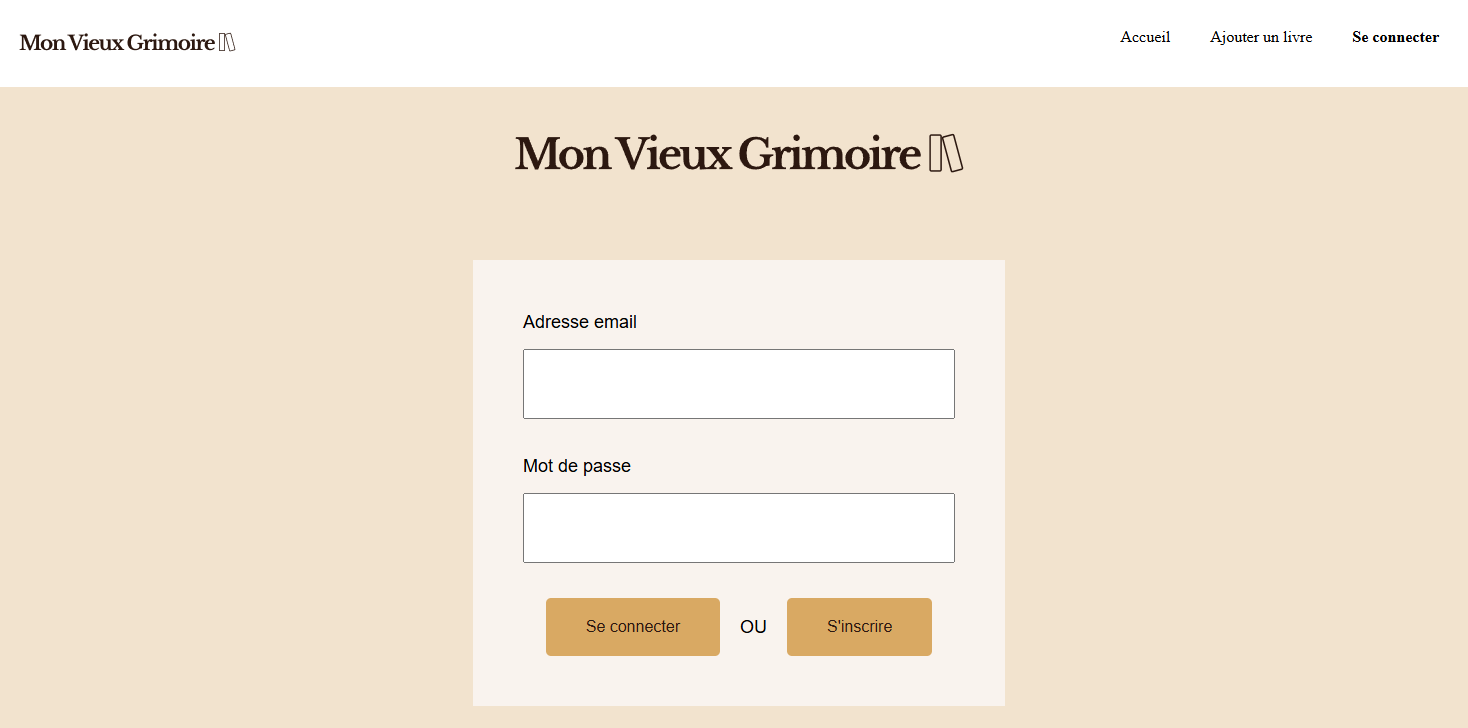 Mon Vieux Grimoire
Accueil Ajouter un livre Se connecter
Mon Vieux Grimoire
Adresse email
Mot de passe
Se connecter OU S'inscrire